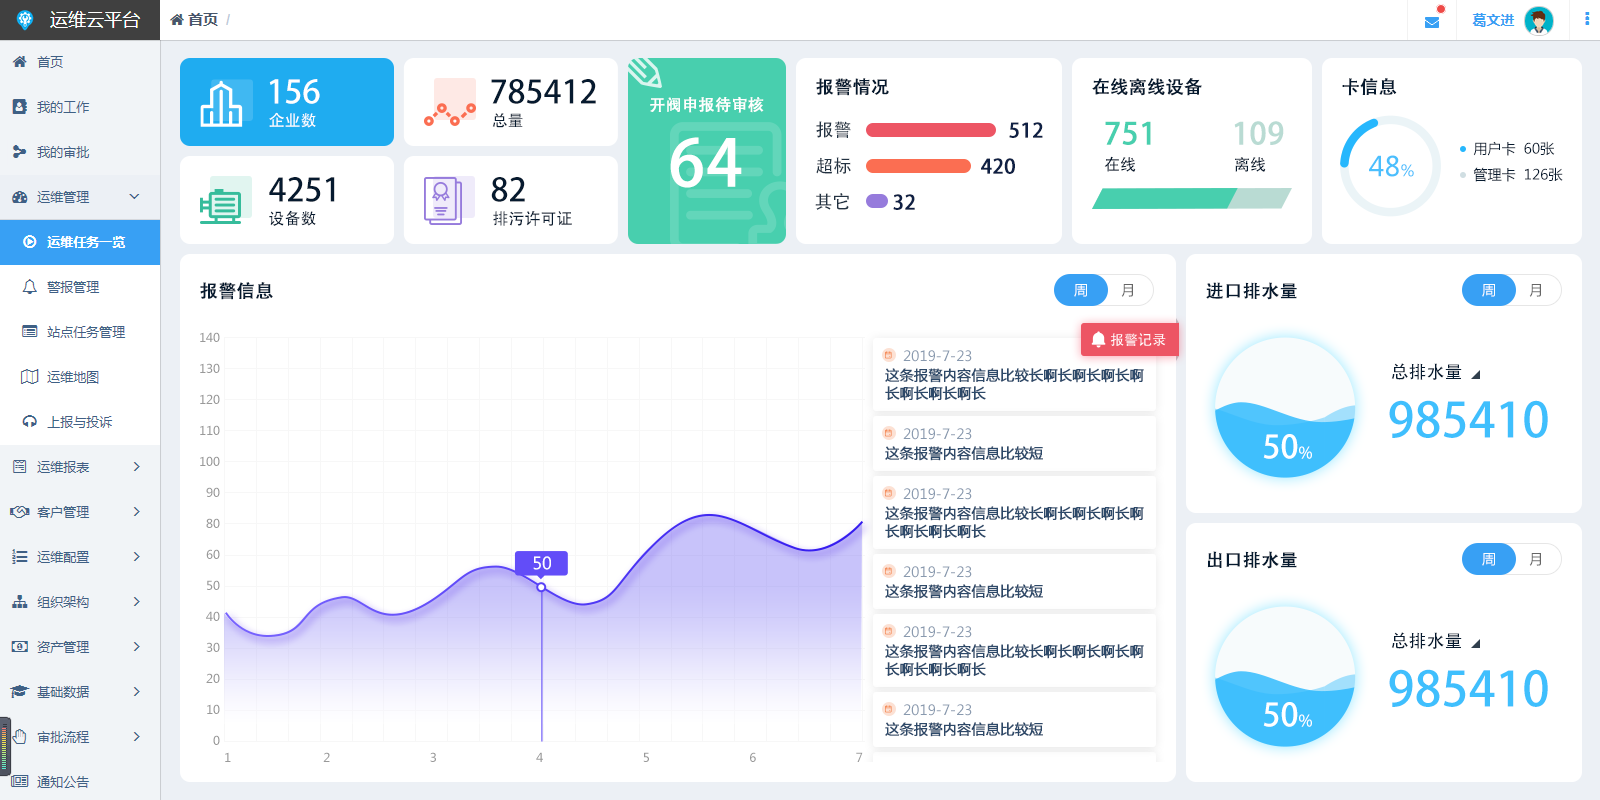 运维云平台
首页 /
葛文进
首页
我的工作
我的审批
运维管理
运维任务一览
警报管理
站点任务管理
运维地图
上报与投诉
运维报表
客户管理
运维配置
组织架构
资产管理
基础数据
审批流程
通知公告
156
企业数
785412
总量
4251
设备数
82
排污许可证
开阀申报待审核
64
报警情况
报警 512
超标 420
其它 32
在线离线设备
751 109
在线 离线
卡信息
48%
用户卡 60张
管理卡 126张
报警信息
周 月
140
130
120
110
100
90
80
60
50
40
30
20
10
0
1 2 3 4 5 6 7
50
报警记录
2019-7-23
这条报警内容信息比较长啊长啊长啊长啊
长啊长啊长啊长
2019-7-23
这条报警内容信息比较短
2019-7-23
这条报警内容信息比较长啊长啊长啊长啊
长啊长啊长啊长
2019-7-23
这条报警内容信息比较短
2019-7-23
这条报警内容信息比较长啊长啊长啊长啊
长啊长啊长啊长
2019-7-23
这条报警内容信息比较短
进口排水量
周 月
50%
总排水量
985410
出口排水量
周 月
50%
总排水量
985410